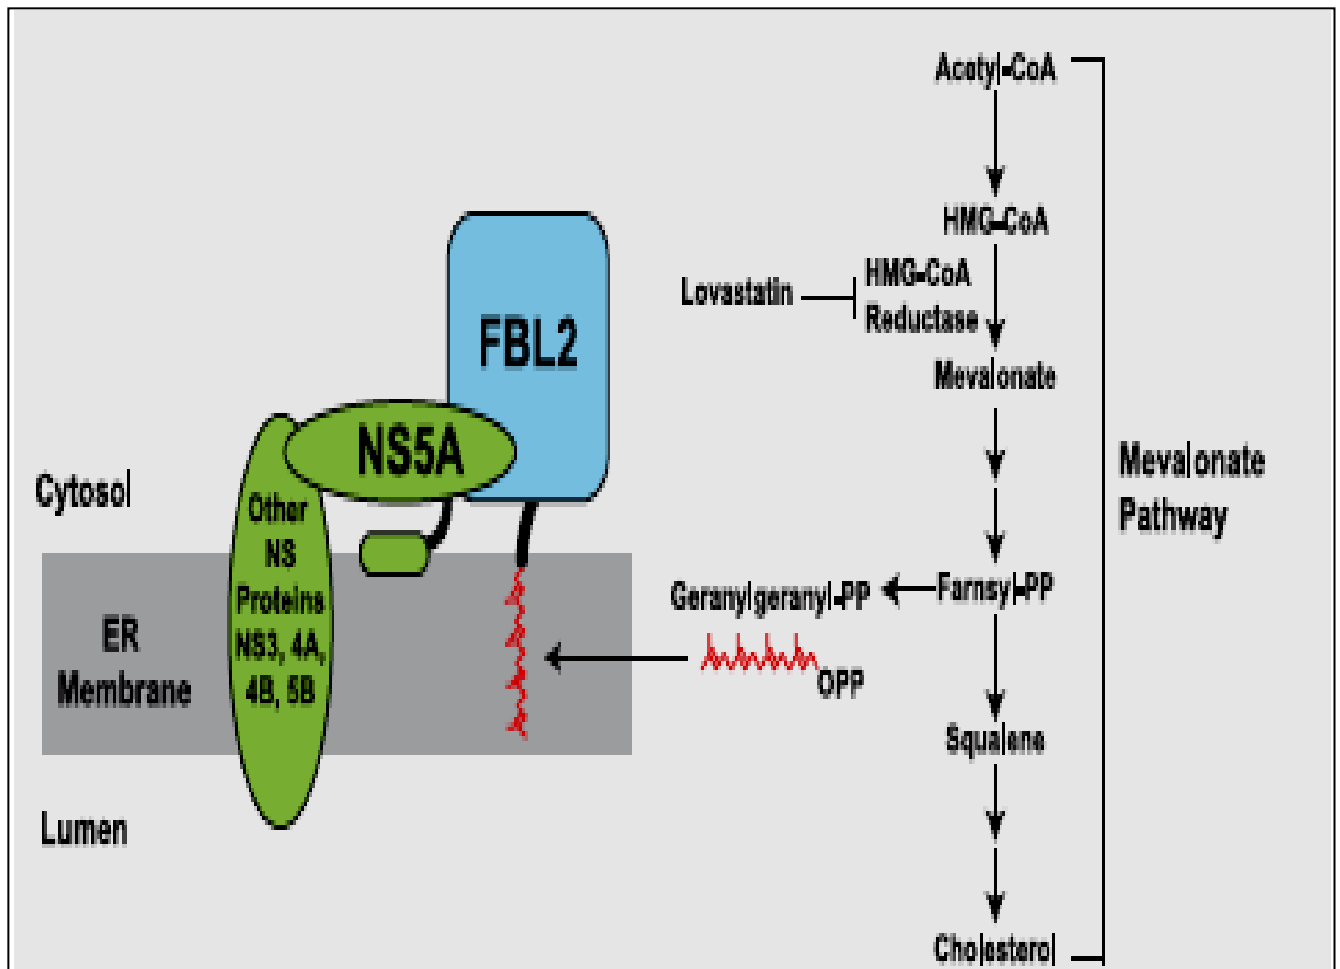 Acetyl-CoA
HMG-CoA
Lovastatin
HMG-CoA
Reductase
Mevalonate
FBL2
NS5A
Cytosol
Other
NS
Proteins
NS3, 4A,
4B, 5B
ER
Membrane
Lumen
Geranylgeranyl-PP
OPP
Farnsyl-PP
Squalene
Cholesterol
Mevalonate
Pathway